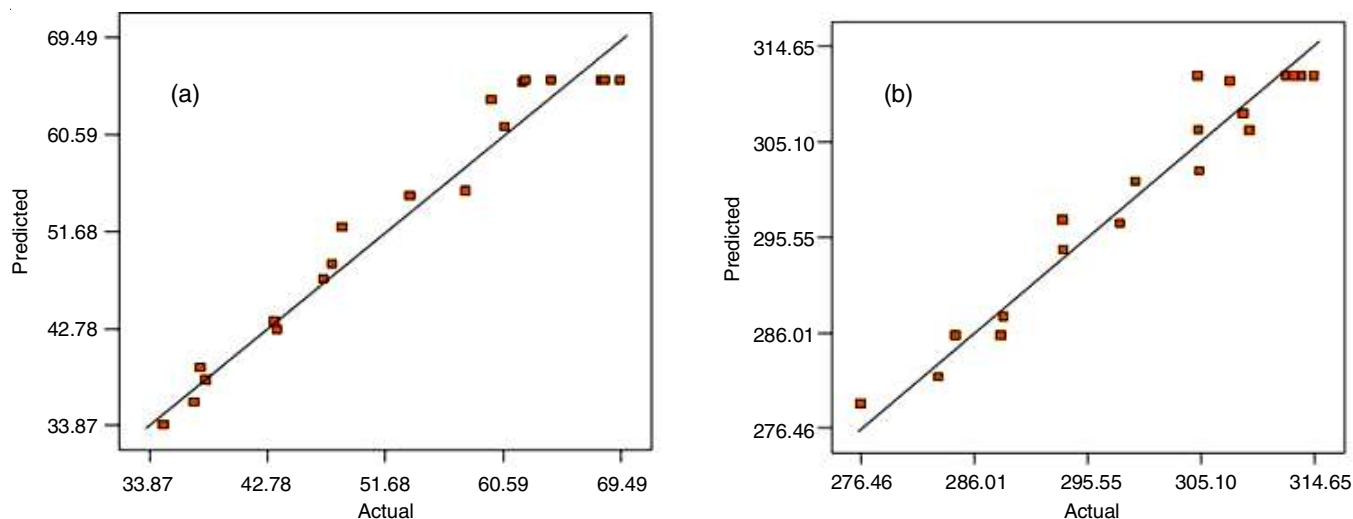 69.49
60.59
51.68
42.78
33.87
Predicted
(a)
33.87 42.78 51.68 60.59 69.49
Actual
314.65
305.10
295.55
286.01
276.46
Predicted
(b)
276.46 286.01 295.55 305.10 314.65
Actual